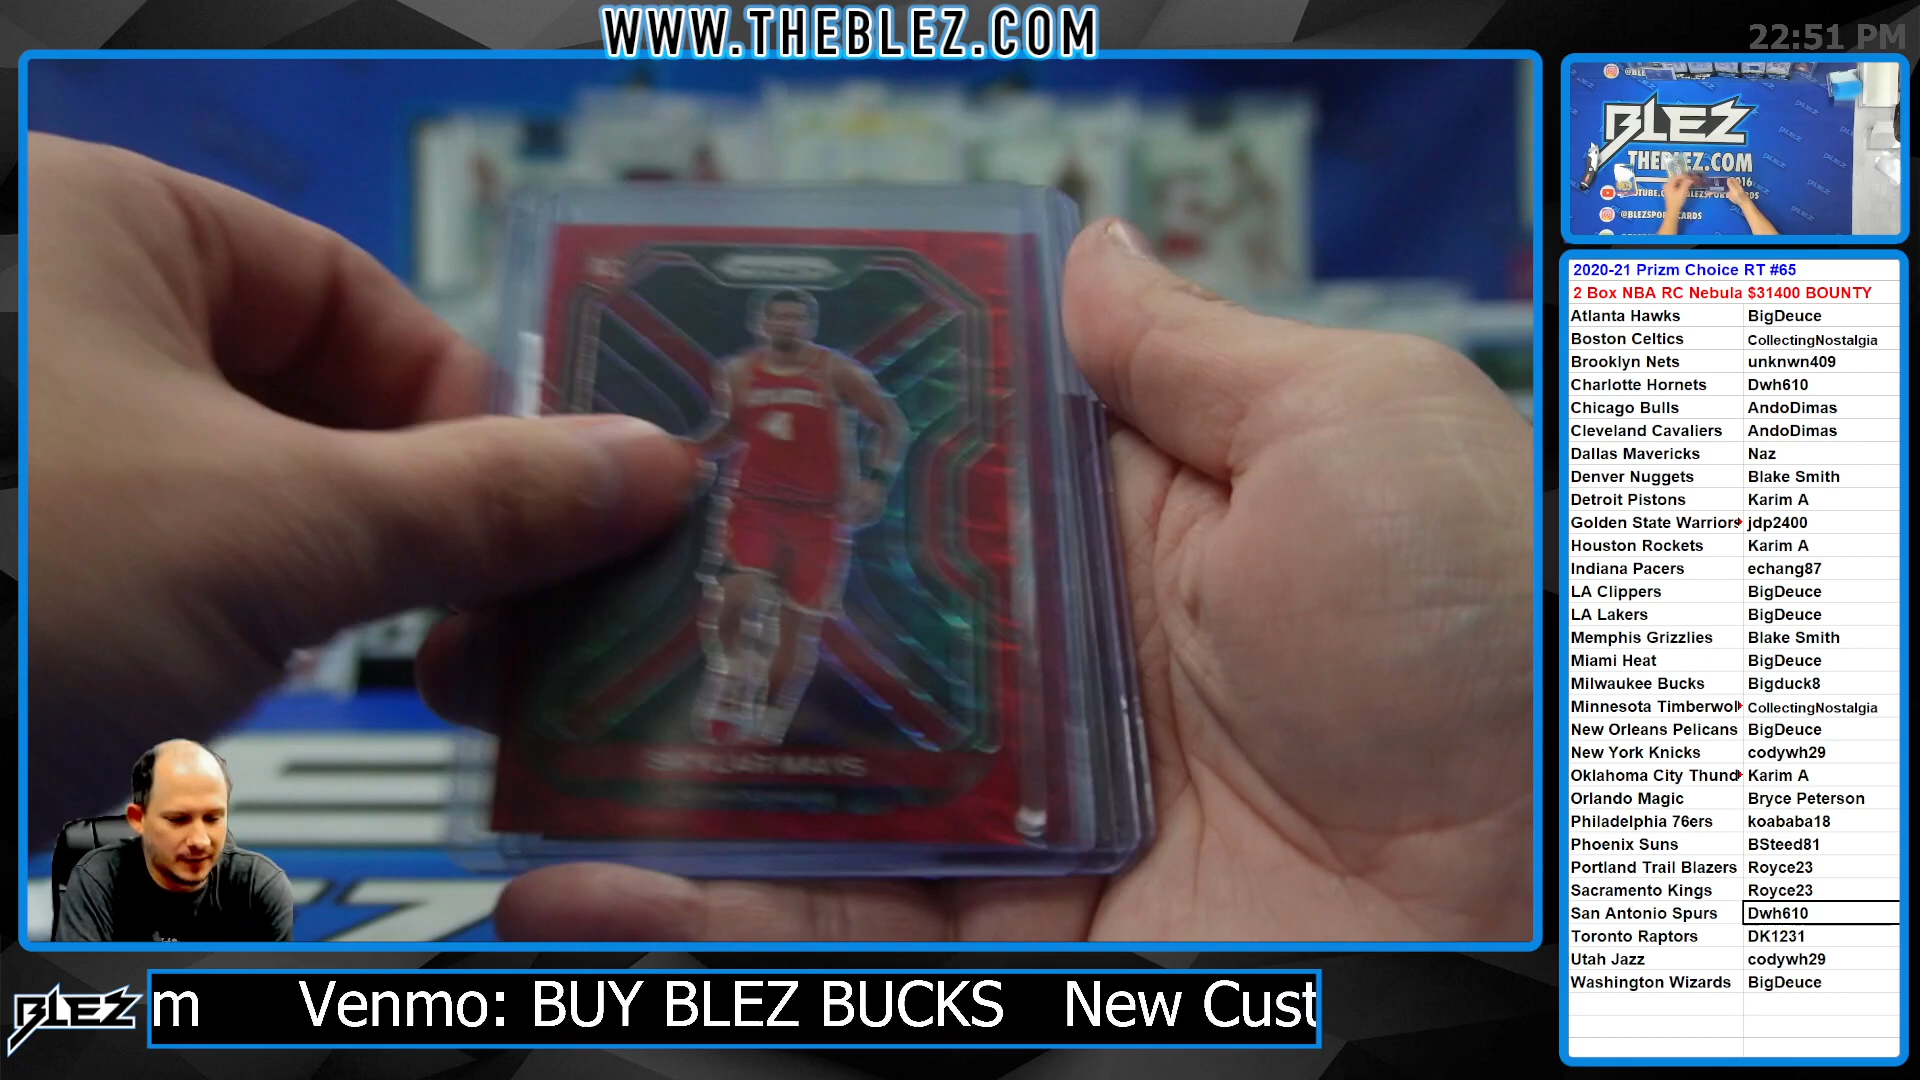 WWW.THEBLEZ.COM
22:51 PM
BLEZ
THEBLEZ.COM
@BLEZSPORTSCARDS
2020-21 Prizm Choice RT #65
2 Box NBA RC Nebula $31400 BOUNTY
Atlanta Hawks BigDeuce
Boston Celtics CollectingNostalgia
Brooklyn Nets unknwn409
Charlotte Hornets Dwh610
Chicago Bulls AndoDimas
Cleveland Cavaliers AndoDimas
Dallas Mavericks Naz
Denver Nuggets Blake Smith
Detroit Pistons Karim A
Golden State Warriors jdp2400
Houston Rockets Karim A
Indiana Pacers echang87
LA Clippers BigDeuce
LA Lakers BigDeuce
Memphis Grizzlies Blake Smith
Miami Heat BigDeuce
Milwaukee Bucks Bigduck8
Minnesota Timberwol CollectingNostalgia
New Orleans Pelicans BigDeuce
New York Knicks codywh29
Oklahoma City Thund Karim A
Orlando Magic Bryce Peterson
Philadelphia 76ers koababa18
Phoenix Suns BSteed81
Portland Trail Blazers Royce23
Sacramento Kings Royce23
San Antonio Spurs Dwh610
Toronto Raptors DK1231
Utah Jazz codywh29
Washington Wizards BigDeuce
4
SKYLAR MAYS
BLEZ
m Venmo: BUY BLEZ BUCKS New Cust